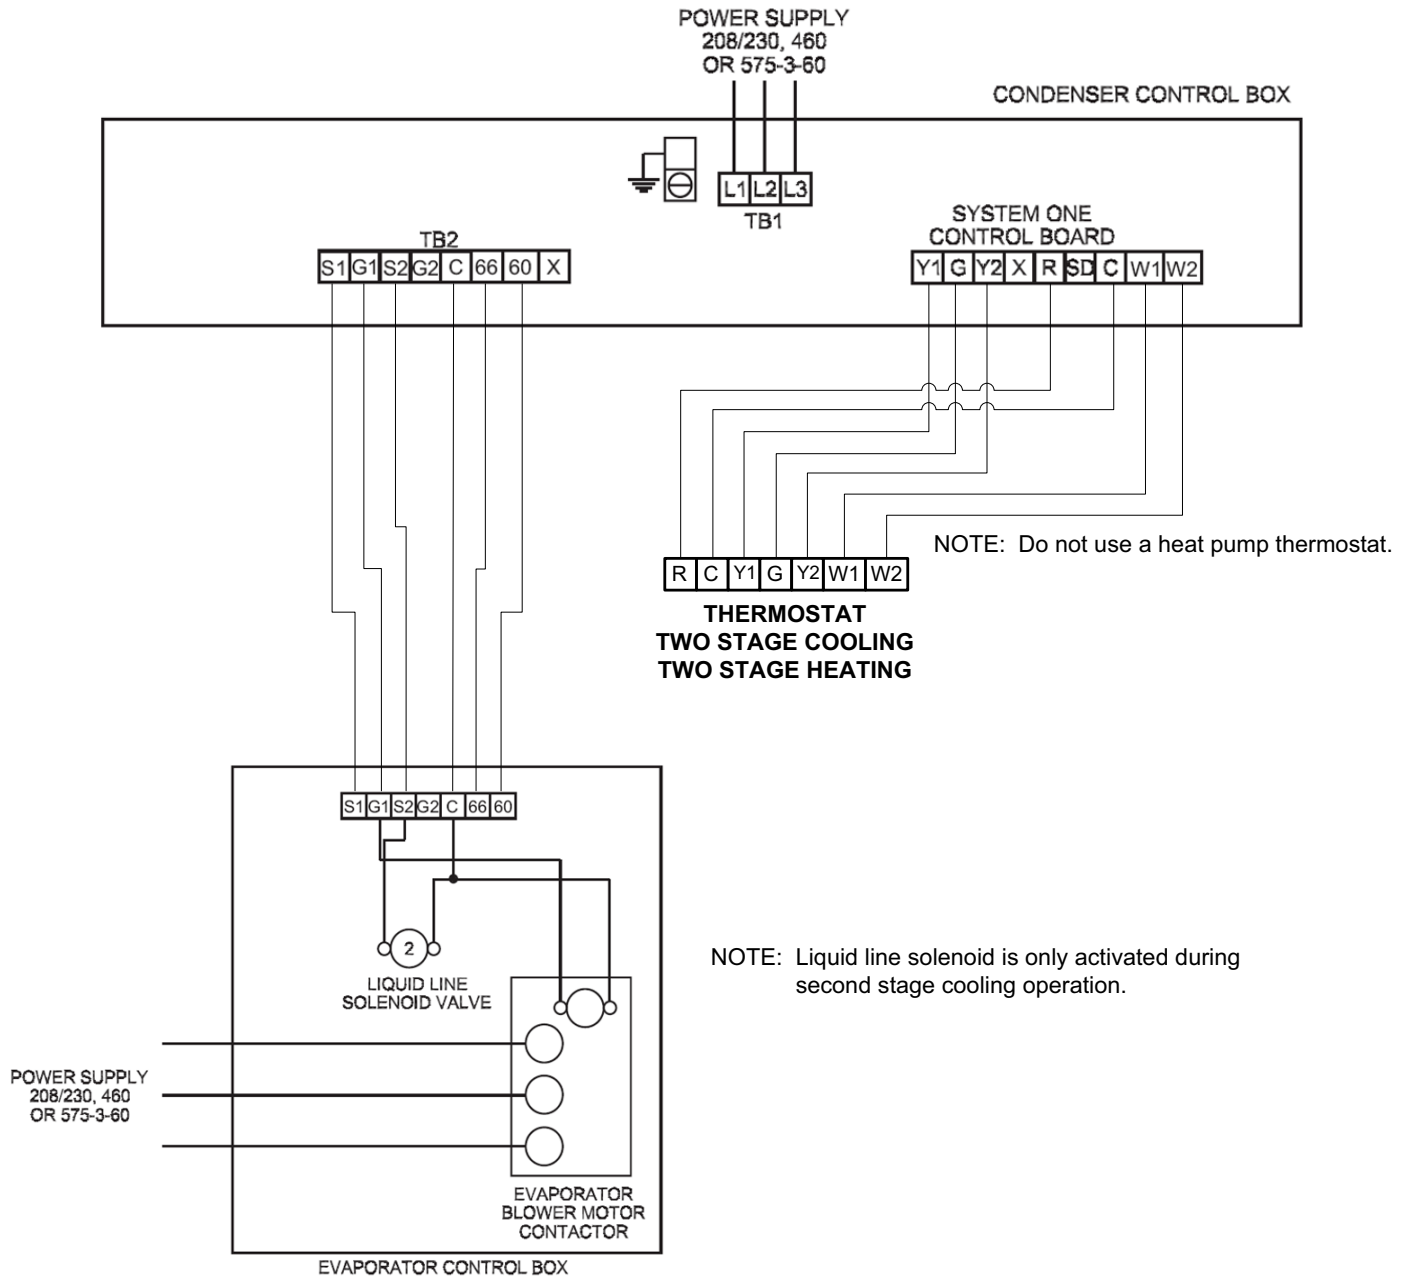 POWER SUPPLY
208/230, 460
OR 575-3-60
CONDENSER CONTROL BOX
L1 L2 L3
TB1
SYSTEM ONE
CONTROL BOARD
TB2
S1 G1 S2 G2 C 66 60 X
Y1 G Y2 X R SD C W1 W2
NOTE: Do not use a heat pump thermostat.
R C Y1 G Y2 W1 W2
THERMOSTAT
TWO STAGE COOLING
TWO STAGE HEATING
S1 G1 S2 G2 C 66 60
2
LIQUID LINE
SOLENOID VALVE
NOTE: Liquid line solenoid is only activated during
second stage cooling operation.
POWER SUPPLY
208/230, 460
OR 575-3-60
EVAPORATOR
BLOWER MOTOR
CONTACTOR
EVAPORATOR CONTROL BOX